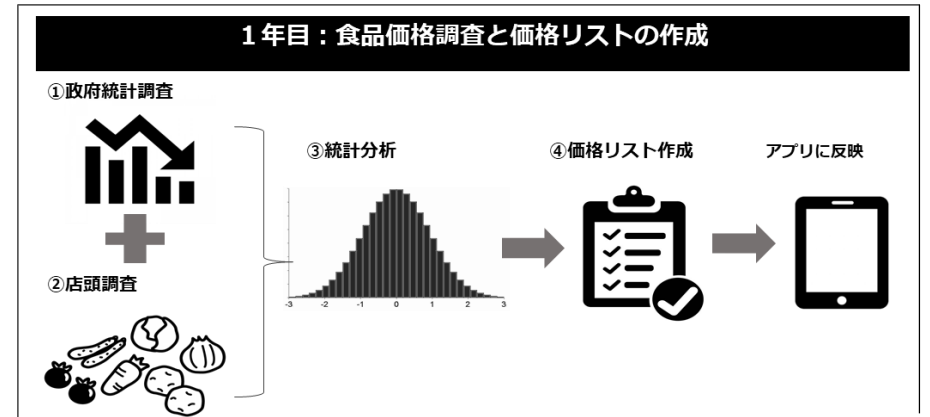 １年目：食品価格調査と価格リストの作成
①政府統計調査
③統計分析
④価格リスト作成
アプリに反映
②店頭調査
-3 -2 -1 0 1 2 3